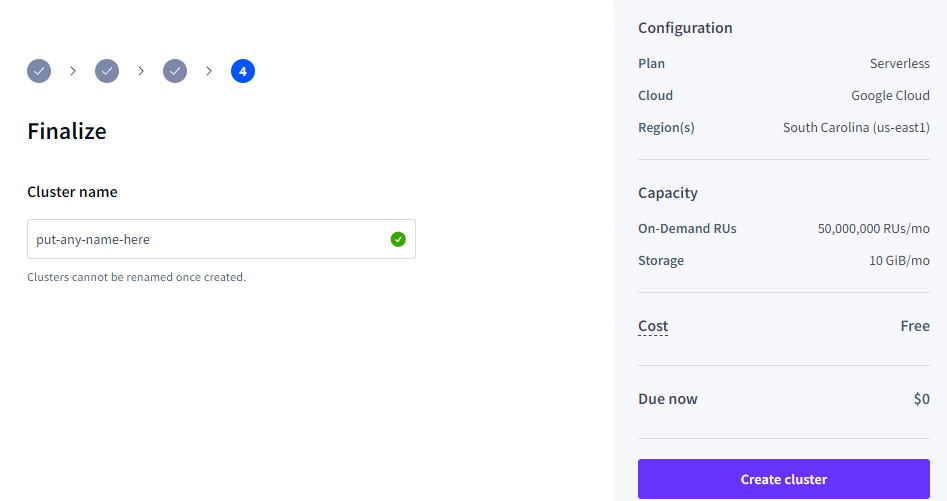 4
Finalize
Cluster name
put-any-name-here
Clusters cannot be renamed once created.
Configuration
Plan Serverless
Cloud Google Cloud
Region(s) South Carolina (us-east1)
Capacity
On-Demand RUs 50,000,000 RUs/mo
Storage 10 GiB/mo
Cost Free
Due now $0
Create cluster